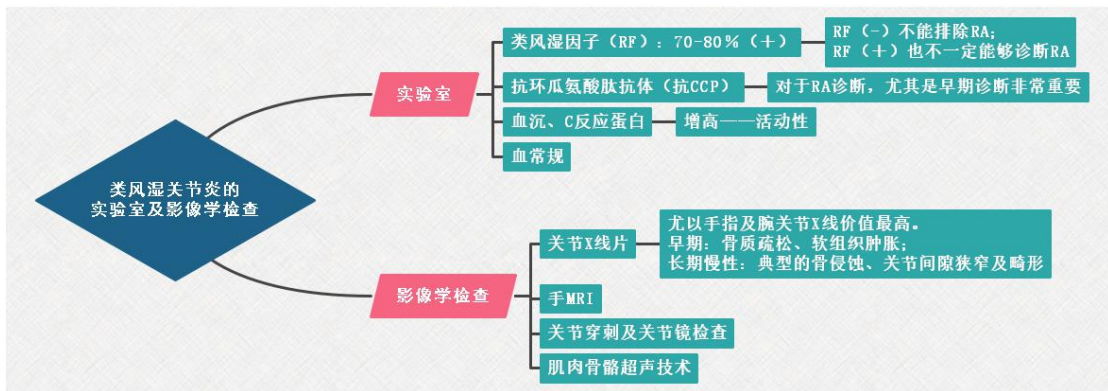 类风湿关节炎的
实验室及影像学检查
实验室
类风湿因子（RF）：70-80%（＋）
RF（-）不能排除RA；
RF（＋）也不一定能够诊断RA
抗环瓜氨酸肽抗体（抗CCP）
对于RA诊断，尤其是早期诊断非常重要
血沉、C反应蛋白
增高——活动性
血常规
影像学检查
关节X线片
尤以手指及腕关节X线价值最高。
早期：骨质疏松、软组织肿胀；
长期慢性：典型的骨侵蚀、关节间隙狭窄及畸形
手MRI
关节穿刺及关节镜检查
肌肉骨骼超声技术